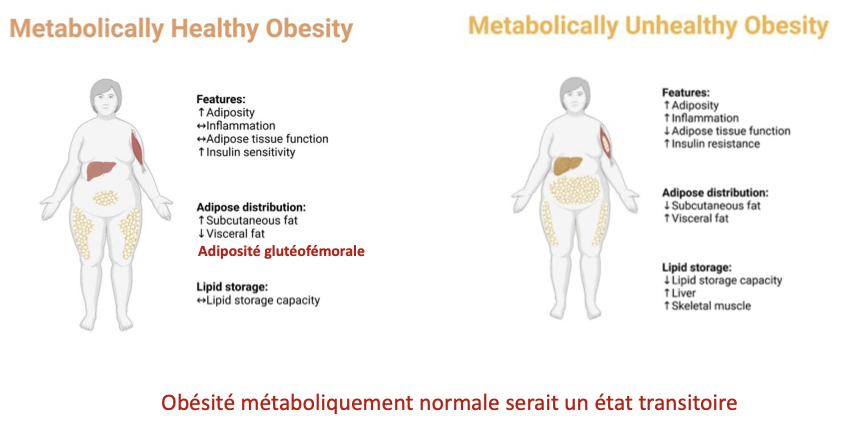 Metabolically Healthy Obesity
Features:
↑Adiposity
↔Inflammation
↔Adipose tissue function
↑Insulin sensitivity
Adipose distribution:
↑Subcutaneous fat
↓Visceral fat
Adiposité glutéofémorale
Lipid storage:
↔Lipid storage capacity
Metabolically Unhealthy Obesity
Features:
↑Adiposity
↑Inflammation
↓Adipose tissue function
↑Insulin resistance
Adipose distribution:
↓Subcutaneous fat
↑Visceral fat
Lipid storage:
↓Lipid storage capacity
↑Liver
↑Skeletal muscle
Obésité métaboliquement normale serait un état transitoire